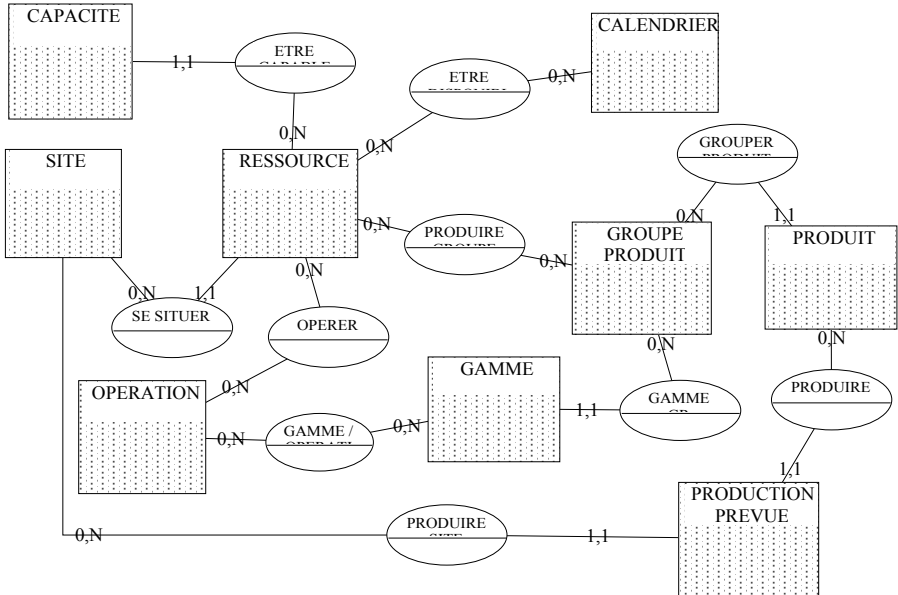 CAPACITE
CALENDRIER
ETRE
1,1
ETRE
0,N
0,N
GROUPER
0,N
SITE
RESSOURCE
0,N
0,N
1,1
PRODUIRE
GROUPE
PRODUIT
PRODUIT
0,N
0,N
0,N
1,1
SE SITUER
OPERER
0,N
0,N
GAMME
OPERATION
0,N
GAMME
PRODUIRE
1,1
0,N
0,N
GAMME /
1,1
PRODUCTION
PREVUE
PRODUIRE
0,N
1,1